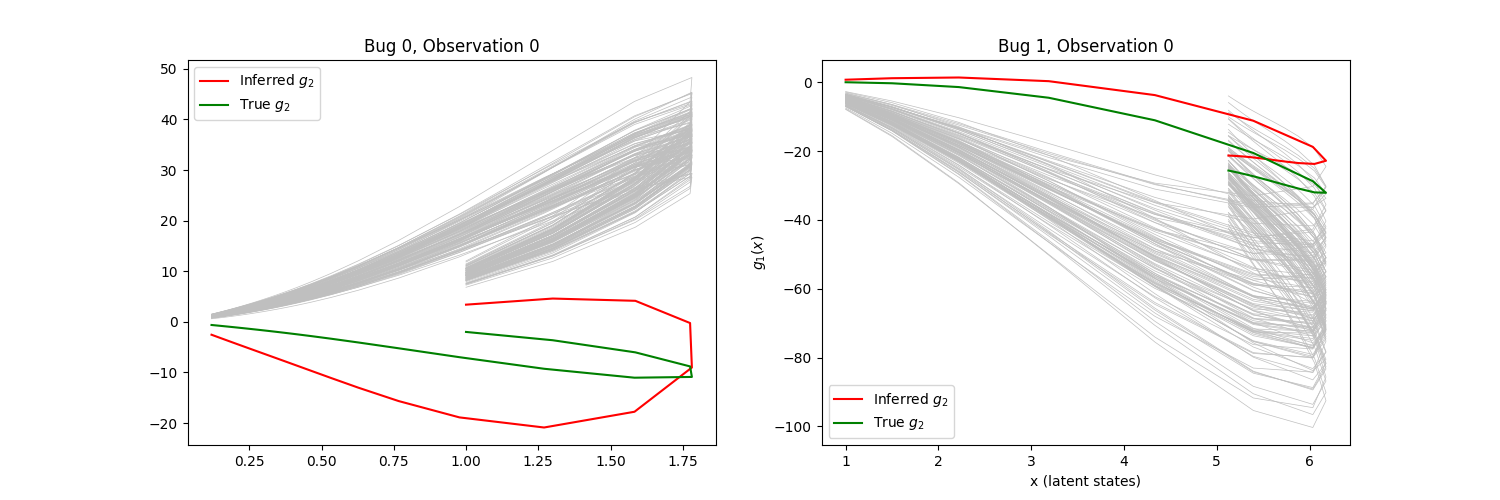 Bug 0, Observation 0
50
40
30
20
10
0
−10
−20
Inferred g₂
True g₂
0.25 0.50 0.75 1.00 1.25 1.50 1.75
Bug 1, Observation 0
g₁(x)
0
−20
−40
−60
−80
−100
Inferred g₂
True g₂
1 2 3 4 5 6
x (latent states)